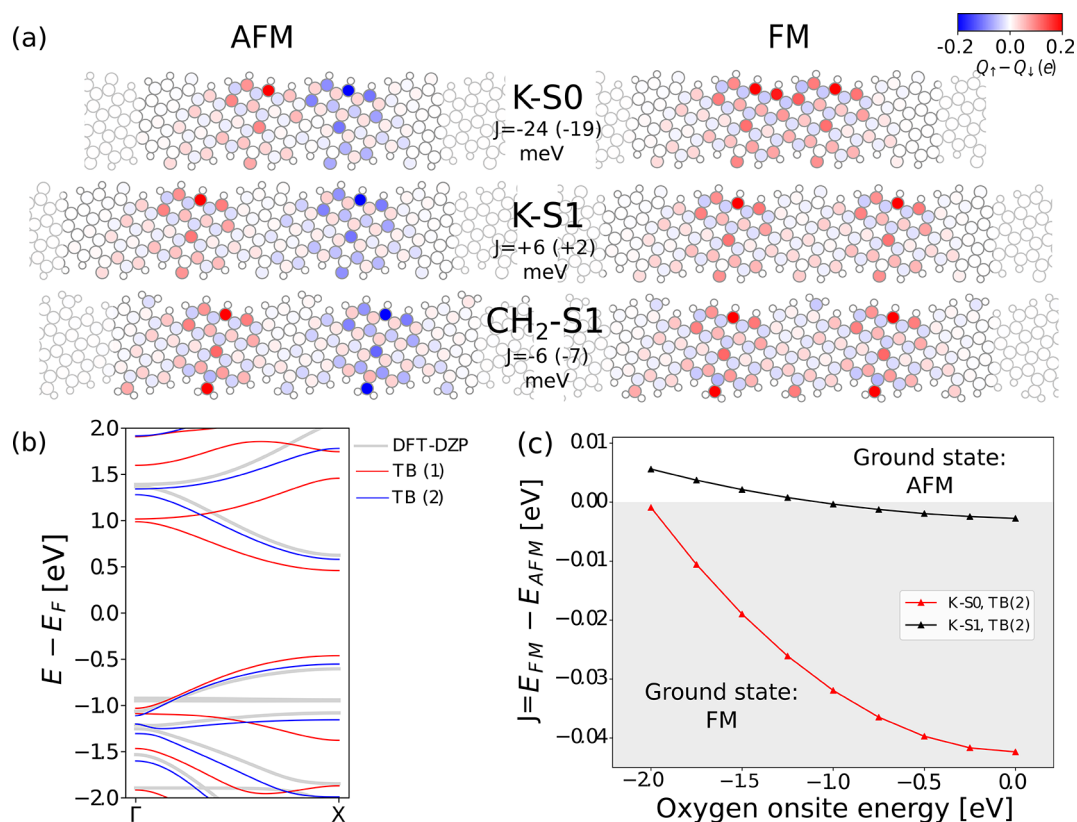 (a)
AFM
FM
-0.2
0.0
0.2
Q↑−Q↓(e)
K-S0
J=-24 (-19)
meV
K-S1
J=+6 (+2)
meV
CH₂-S1
J=-6 (-7)
meV
(b)
2.0
1.5
1.0
0.5
0.0
−0.5
−1.0
−1.5
−2.0
E − E_F [eV]
Γ
X
DFT-DZP
TB (1)
TB (2)
(c)
0.01
0.00
−0.01
−0.02
−0.03
−0.04
J=E_FM − E_AFM [eV]
Ground state:
AFM
K-S0, TB(2)
K-S1, TB(2)
Ground state:
FM
−2.0
−1.5
−1.0
−0.5
0.0
Oxygen onsite energy [eV]